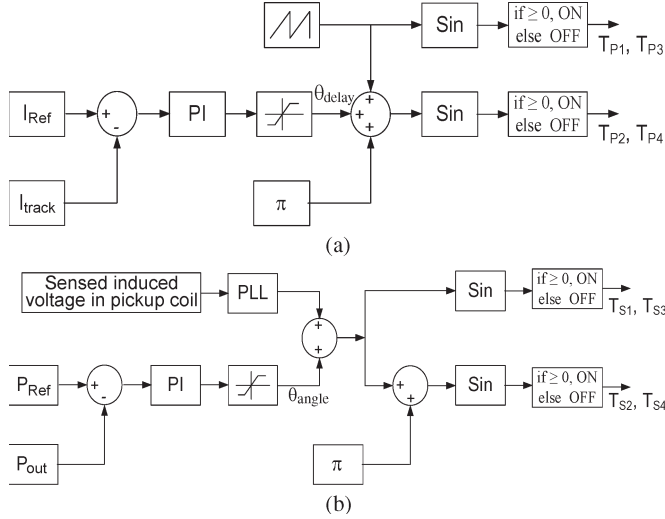 Sin
if ≥ 0, ON
else OFF
T_P1, T_P3
I_Ref
+
-
PI
θ_delay
+
+
+
Sin
if ≥ 0, ON
else OFF
T_P2, T_P4
I_track
π
(a)
Sensed induced
voltage in pickup coil
PLL
+
+
Sin
if ≥ 0, ON
else OFF
T_S1, T_S3
P_Ref
+
-
PI
θ_angle
+
+
Sin
if ≥ 0, ON
else OFF
T_S2, T_S4
P_out
π
(b)